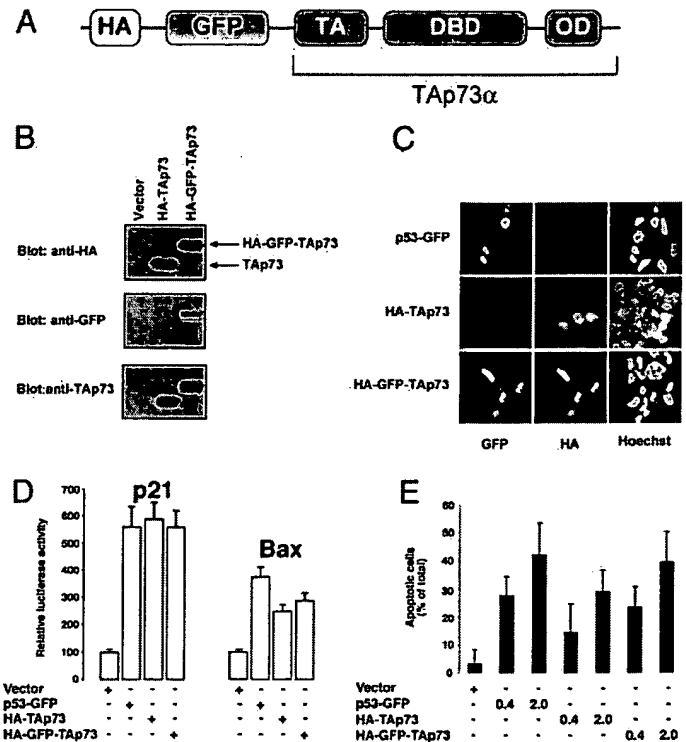 A
HA GFP TA DBD OD
TAp73α
B
Vector
HA-TAp73
HA-GFP-TAp73
Blot: anti-HA
HA-GFP-TAp73
TAp73
Blot: anti-GFP
Blot:anti-TAp73
C
p53-GFP
HA-TAp73
HA-GFP-TAp73
GFP HA Hoechst
D
Relative luciferase activity
700
600
500
400
300
200
100
0
p21
Bax
Vector + - - - + - - -
p53-GFP - + - - - + - -
HA-TAp73 - - + - - - + -
HA-GFP-TAp73 - - - + - - - +
E
Apoptotic cells
(% of total)
60
50
40
30
20
10
0
Vector + - - - - - -
p53-GFP - 0.4 2.0 - - - -
HA-TAp73 - - - 0.4 2.0 - -
HA-GFP-TAp73 - - - - - 0.4 2.0